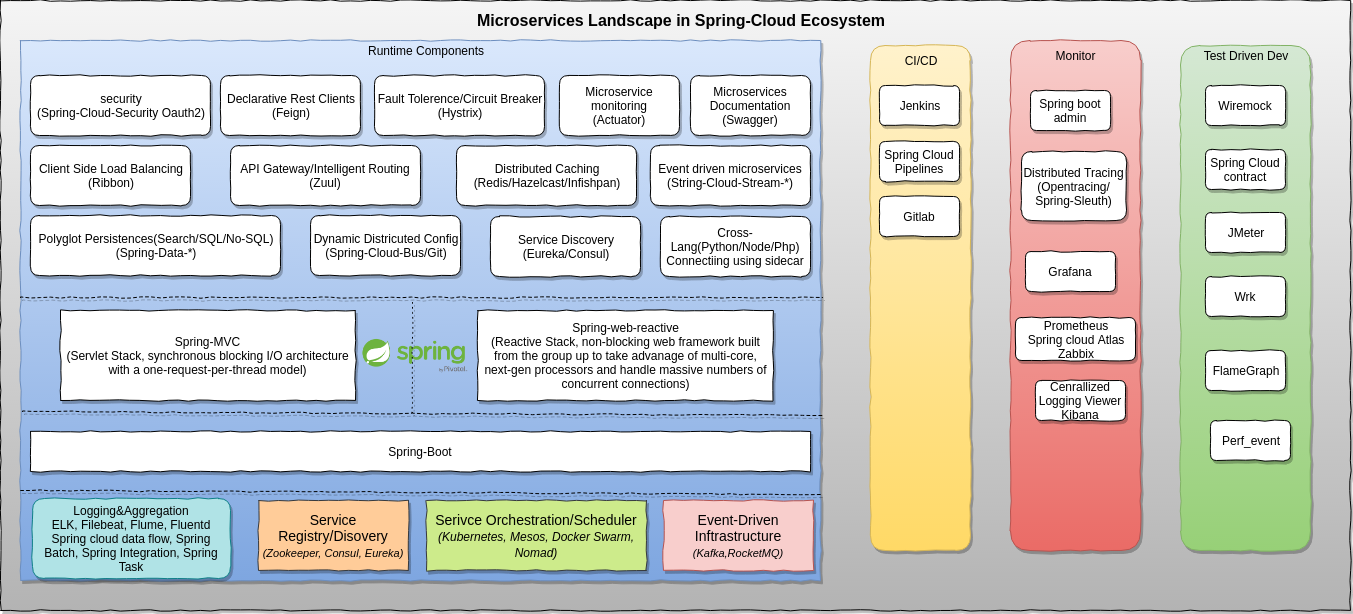 Microservices Landscape in Spring-Cloud Ecosystem
Runtime Components
security
(Spring-Cloud-Security Oauth2)
Declarative Rest Clients
(Feign)
Fault Tolerence/Circuit Breaker
(Hystrix)
Microservice
monitoring
(Actuator)
Microservices
Documentation
(Swagger)
Client Side Load Balancing
(Ribbon)
API Gateway/Intelligent Routing
(Zuul)
Distributed Caching
(Redis/Hazelcast/Infishpan)
Event driven microservices
(String-Cloud-Stream-*)
Polyglot Persistences(Search/SQL/No-SQL)
(Spring-Data-*)
Dynamic Districuted Config
(Spring-Cloud-Bus/Git)
Service Discovery
(Eureka/Consul)
Cross-
Lang(Python/Node/Php)
Connectiing using sidecar
Spring-MVC
(Servlet Stack, synchronous blocking I/O architecture
with a one-request-per-thread model)
spring
by Pivotal.
Spring-web-reactive
(Reactive Stack, non-blocking web framework built
from the group up to take advanage of multi-core,
next-gen processors and handle massive numbers of
concurrent connections)
Spring-Boot
Logging&Aggregation
ELK, Filebeat, Flume, Fluentd
Spring cloud data flow, Spring
Batch, Spring Integration, Spring
Task
Service
Registry/Disovery
(Zookeeper, Consul, Eureka)
Serivce Orchestration/Scheduler
(Kubernetes, Mesos, Docker Swarm,
Nomad)
Event-Driven
Infrastructure
(Kafka,RocketMQ)
CI/CD
Jenkins
Spring Cloud
Pipelines
Gitlab
Monitor
Spring boot
admin
Distributed Tracing
(Opentracing/
Spring-Sleuth)
Grafana
Prometheus
Spring cloud Atlas
Zabbix
Cenrallized
Logging Viewer
Kibana
Test Driven Dev
Wiremock
Spring Cloud
contract
JMeter
Wrk
FlameGraph
Perf_event